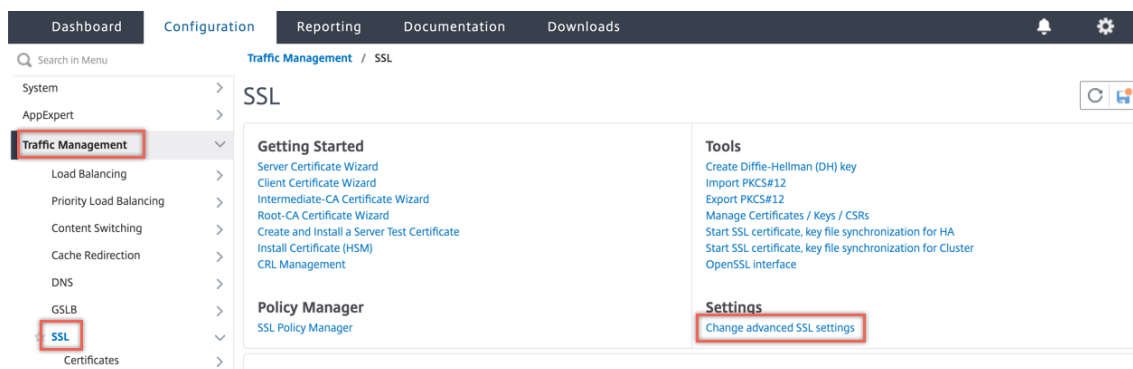 Dashboard Configuration Reporting Documentation Downloads
Search in Menu
Traffic Management / SSL
System
AppExpert
Traffic Management
Load Balancing
Priority Load Balancing
Content Switching
Cache Redirection
DNS
GSLB
SSL
Certificates
SSL
Getting Started
Server Certificate Wizard
Client Certificate Wizard
Intermediate-CA Certificate Wizard
Root-CA Certificate Wizard
Create and Install a Server Test Certificate
Install Certificate (HSM)
CRL Management
Tools
Create Diffie-Hellman (DH) key
Import PKCS#12
Export PKCS#12
Manage Certificates / Keys / CSRs
Start SSL certificate, key file synchronization for HA
Start SSL certificate, key file synchronization for Cluster
OpenSSL interface
Policy Manager
SSL Policy Manager
Settings
Change advanced SSL settings